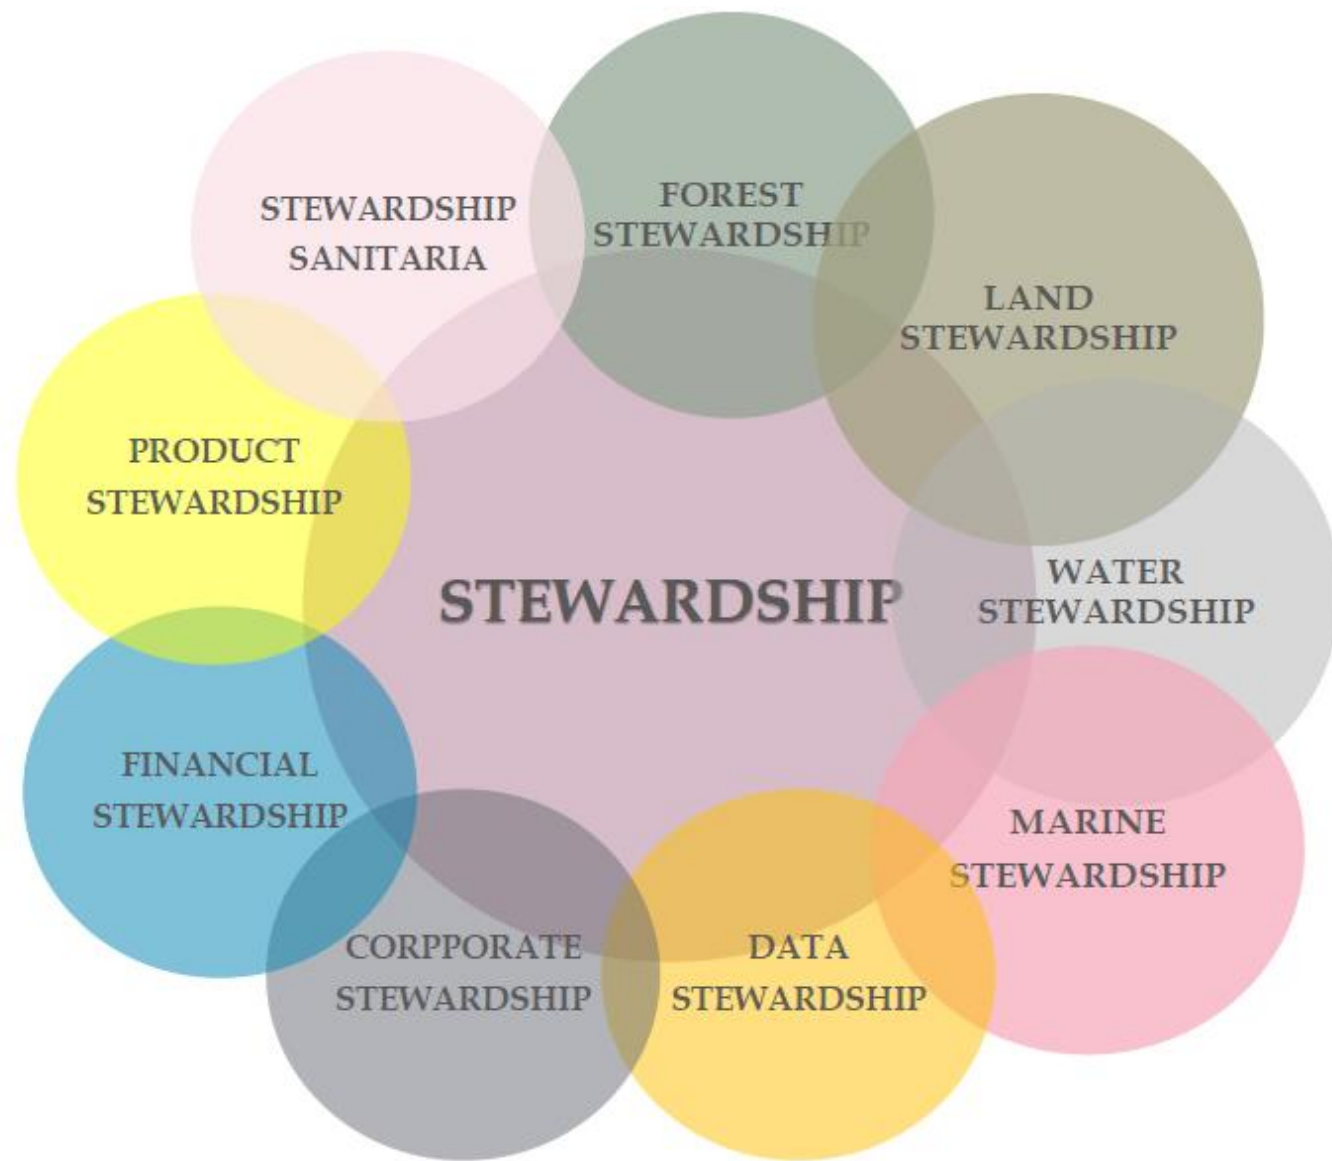 STEWARDSHIP
SANITARIA
FOREST
STEWARDSHIP
LAND
STEWARDSHIP
PRODUCT
STEWARDSHIP
STEWARDSHIP
WATER
STEWARDSHIP
FINANCIAL
STEWARDSHIP
MARINE
STEWARDSHIP
CORPPORATE
STEWARDSHIP
DATA
STEWARDSHIP